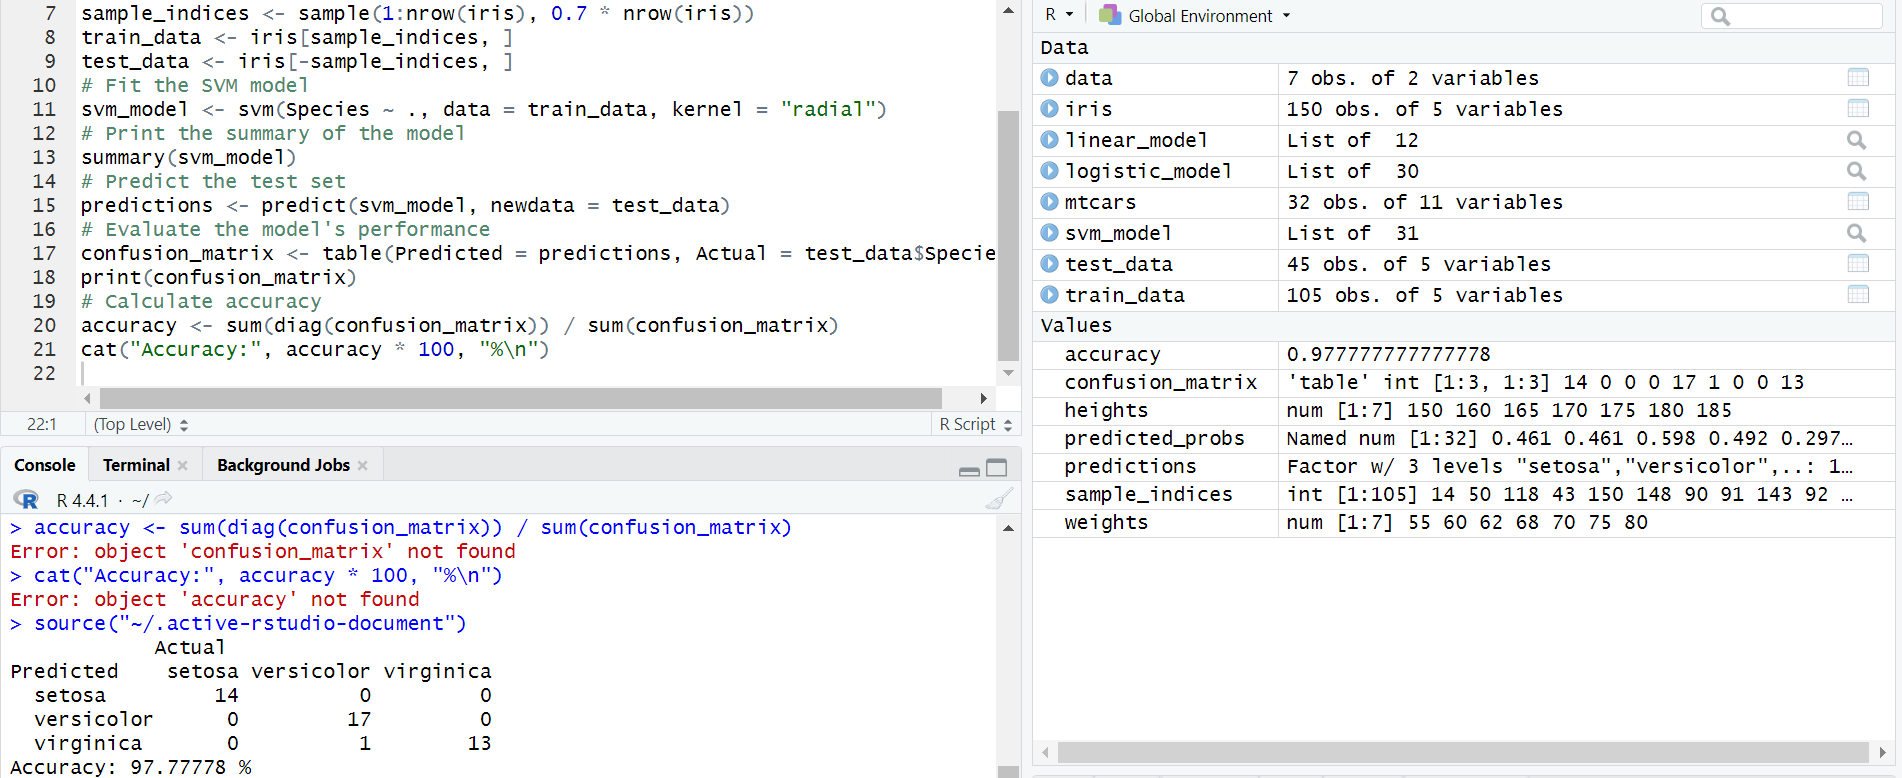 7 sample_indices <- sample(1:nrow(iris), 0.7 * nrow(iris))
8 train_data <- iris[sample_indices, ]
9 test_data <- iris[-sample_indices, ]
10 # Fit the SVM model
11 svm_model <- svm(Species ~ ., data = train_data, kernel = "radial")
12 # Print the summary of the model
13 summary(svm_model)
14 # Predict the test set
15 predictions <- predict(svm_model, newdata = test_data)
16 # Evaluate the model's performance
17 confusion_matrix <- table(Predicted = predictions, Actual = test_data$Specie
18 print(confusion_matrix)
19 # Calculate accuracy
20 accuracy <- sum(diag(confusion_matrix)) / sum(confusion_matrix)
21 cat("Accuracy:", accuracy * 100, "%\n")
22
22:1 (Top Level) R Script
Console Terminal Background Jobs
R R 4.4.1 · ~/
> accuracy <- sum(diag(confusion_matrix)) / sum(confusion_matrix)
Error: object 'confusion_matrix' not found
> cat("Accuracy:", accuracy * 100, "%\n")
Error: object 'accuracy' not found
> source("~/.active-rstudio-document")
Actual
Predicted setosa versicolor virginica
setosa 14 0 0
versicolor 0 17 0
virginica 0 1 13
Accuracy: 97.77778 %
R Global Environment
Data
data 7 obs. of 2 variables
iris 150 obs. of 5 variables
linear_model List of 12
logistic_model List of 30
mtcars 32 obs. of 11 variables
svm_model List of 31
test_data 45 obs. of 5 variables
train_data 105 obs. of 5 variables
Values
accuracy 0.977777777777778
confusion_matrix 'table' int [1:3, 1:3] 14 0 0 0 17 1 0 0 13
heights num [1:7] 150 160 165 170 175 180 185
predicted_probs Named num [1:32] 0.461 0.461 0.598 0.492 0.297…
predictions Factor w/ 3 levels "setosa","versicolor",..: 1…
sample_indices int [1:105] 14 50 118 43 150 148 90 91 143 92 …
weights num [1:7] 55 60 62 68 70 75 80